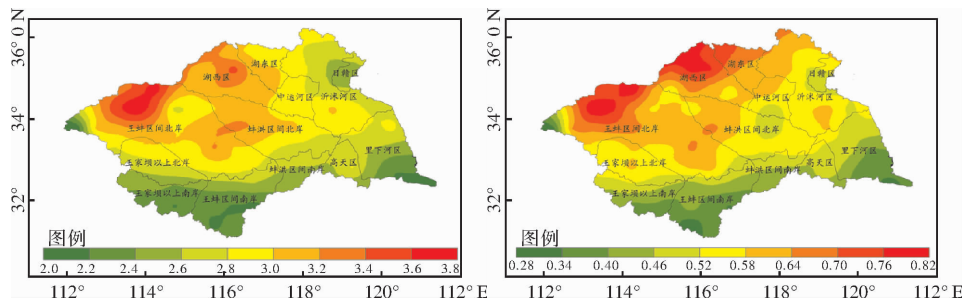 36° 0 N
34°
32°
湖西区
湖东区
日赣区
中运河区
沂沭河区
王蚌区间北岸
蚌洪区间北岸
里下河区
王家坝以上北岸
蚌洪区间南岸
高天区
王家坝以上南岸
王蚌区间南岸
图例
2.0 2.2 2.4 2.6 2.8 3.0 3.2 3.4 3.6 3.8
112° 114° 116° 118° 120° 112° E
36° 0 N
34°
32°
湖西区
湖东区
日赣区
中运河区
沂沭河区
王蚌区间北岸
蚌洪区间北岸
里下河区
王家坝以上北岸
蚌洪区间南岸
高天区
王家坝以上南岸
王蚌区间南岸
图例
0.28 0.34 0.40 0.46 0.52 0.58 0.64 0.70 0.76 0.82
112° 114° 116° 118° 120° 112° E